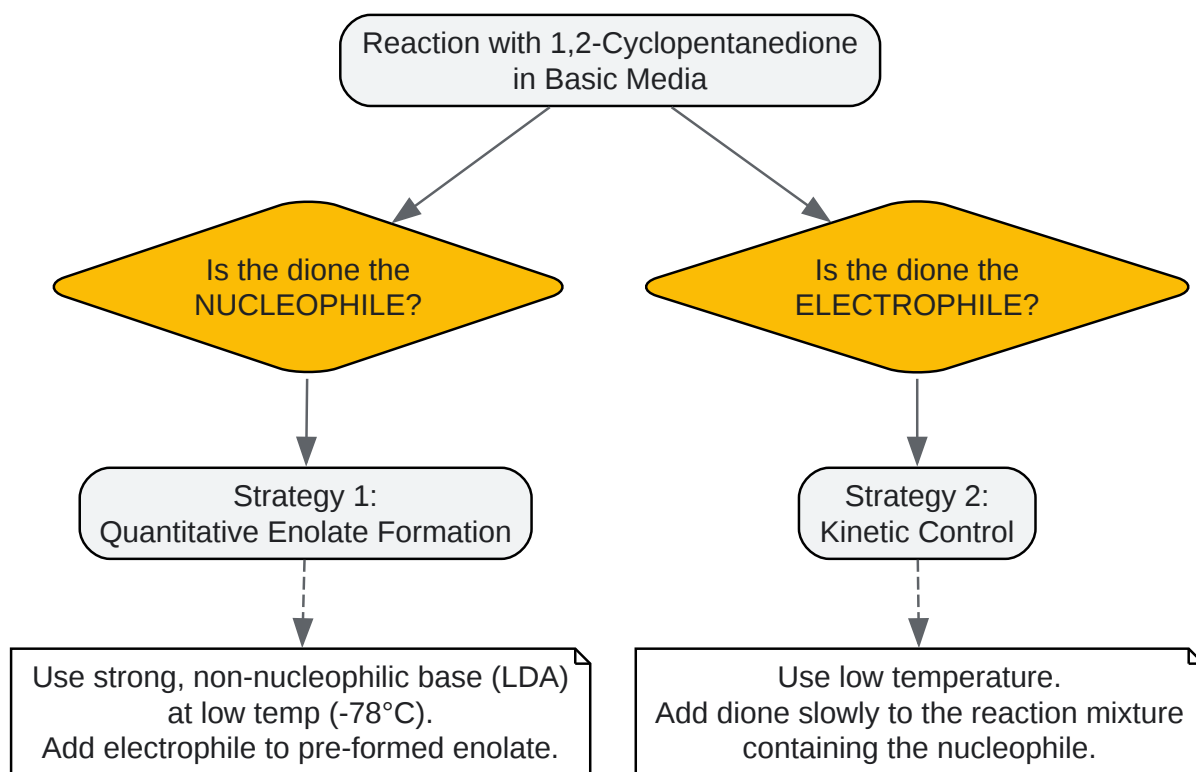 Reaction with 1,2-Cyclopentanedione
in Basic Media
Is the dione the
NUCLEOPHILE?
Is the dione the
ELECTROPHILE?
Strategy 1:
Quantitative Enolate Formation
Strategy 2:
Kinetic Control
Use strong, non-nucleophilic base (LDA)
at low temp (-78°C).
Add electrophile to pre-formed enolate.
Use low temperature.
Add dione slowly to the reaction mixture
containing the nucleophile.